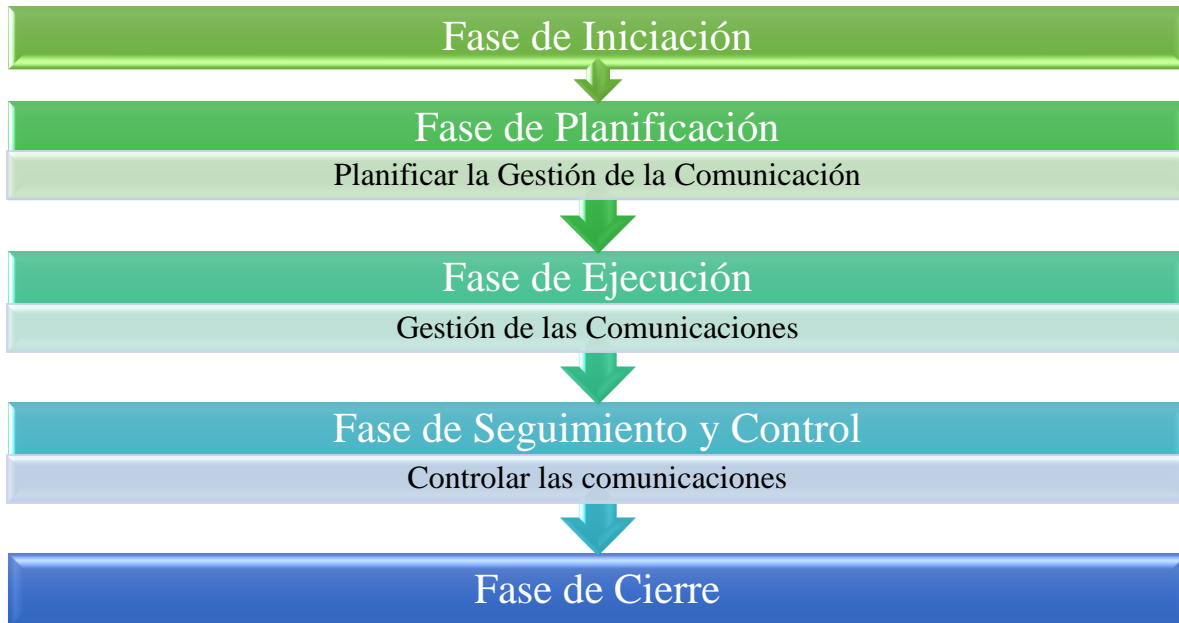 Fase de Iniciación
Fase de Planificación
Planificar la Gestión de la Comunicación
Fase de Ejecución
Gestión de las Comunicaciones
Fase de Seguimiento y Control
Controlar las comunicaciones
Fase de Cierre